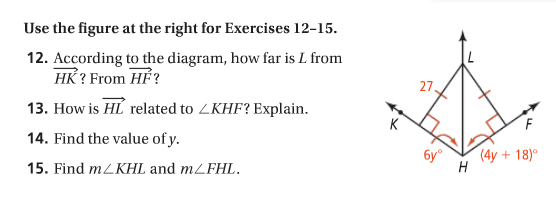 Use the figure at the right for Exercises 12–15.
12. According to the diagram, how far is L from
HK? From HF?
13. How is HL related to ∠KHF? Explain.
14. Find the value of y.
15. Find m∠KHL and m∠FHL.
L
27
K
F
6y°
(4y + 18)°
H